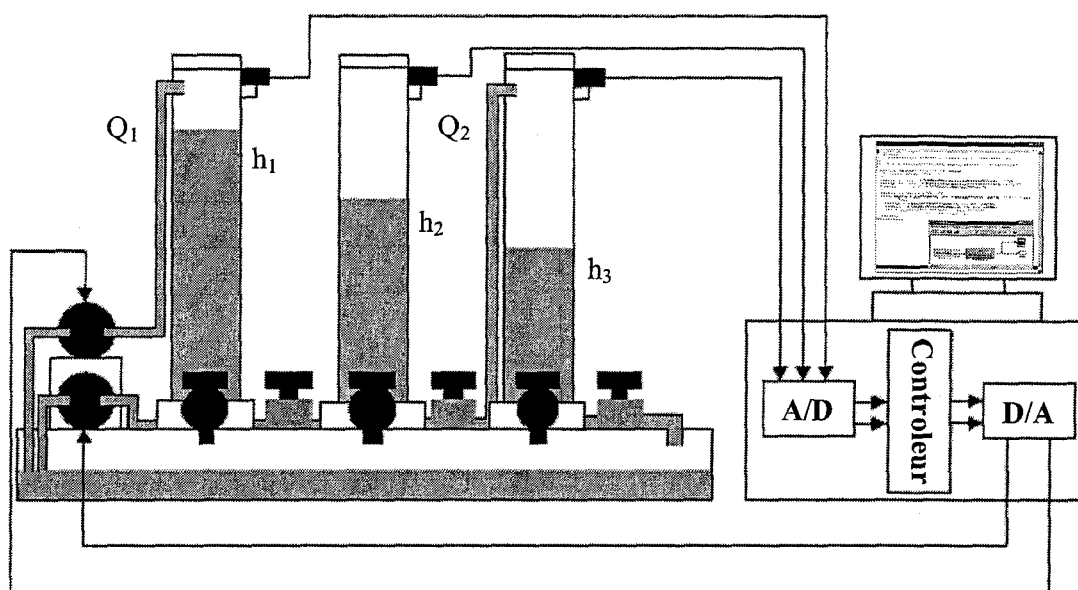 Q₁
h₁
h₂
Q₂
h₃
A/D
Controleur
D/A